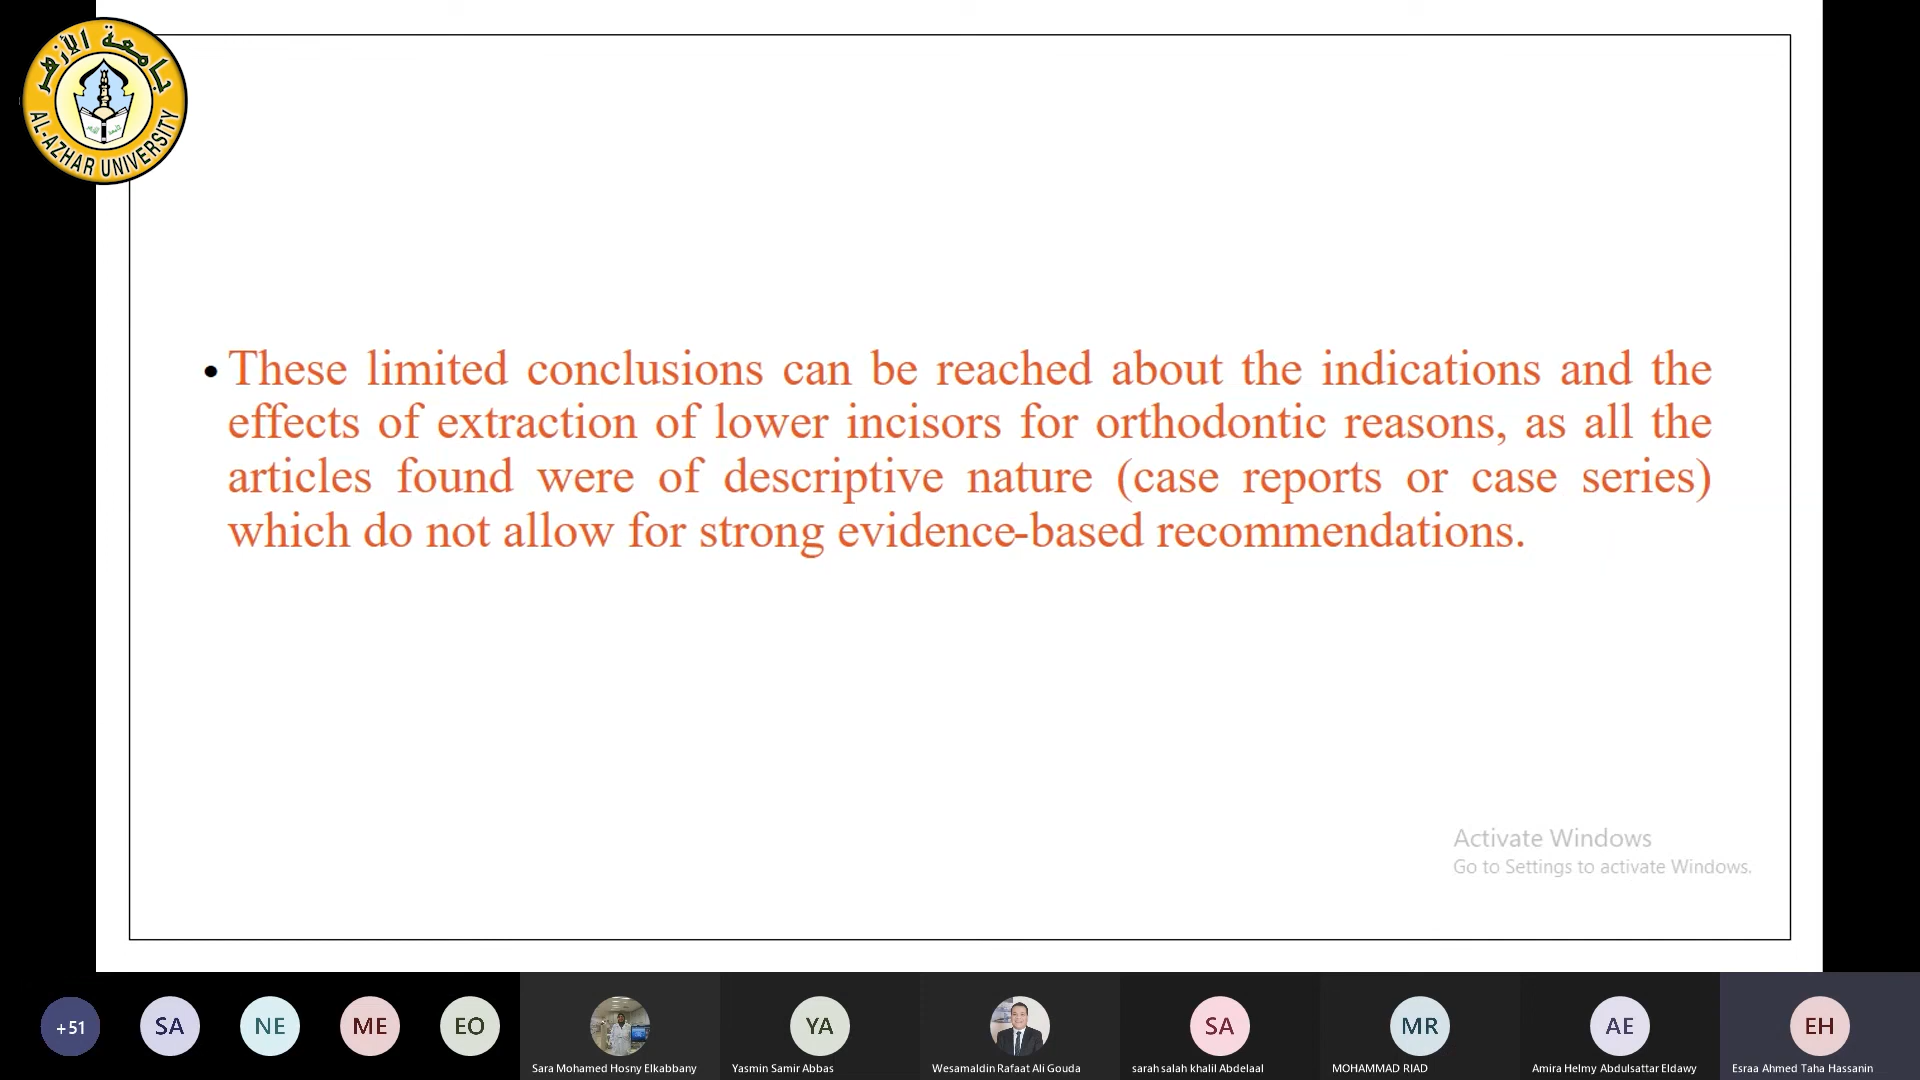 جامعة الأزهر
AL-AZHAR UNIVERSITY
• These limited conclusions can be reached about the indications and the
effects of extraction of lower incisors for orthodontic reasons, as all the
articles found were of descriptive nature (case reports or case series)
which do not allow for strong evidence-based recommendations.
Activate Windows
Go to Settings to activate Windows.
+51
SA
NE
ME
EO
YA
SA
MR
AE
EH
Sara Mohamed Hosny Elkabbany
Yasmin Samir Abbas
Wesamaldin Rafaat Ali Gouda
sarah salah khalil Abdelaal
MOHAMMAD RIAD
Amira Helmy Abdulsattar Eldawy
Esraa Ahmed Taha Hassanin